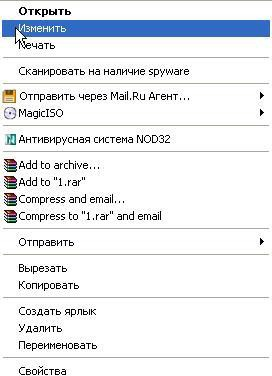 Открыть
Изменить
Печать
Сканировать на наличие spyware
Отправить через Mail.Ru Агент...
MagicISO
Антивирусная система NOD32
Add to archive...
Add to "1.rar"
Compress and email...
Compress to "1.rar" and email
Отправить
Вырезать
Копировать
Создать ярлык
Удалить
Переименовать
Свойства